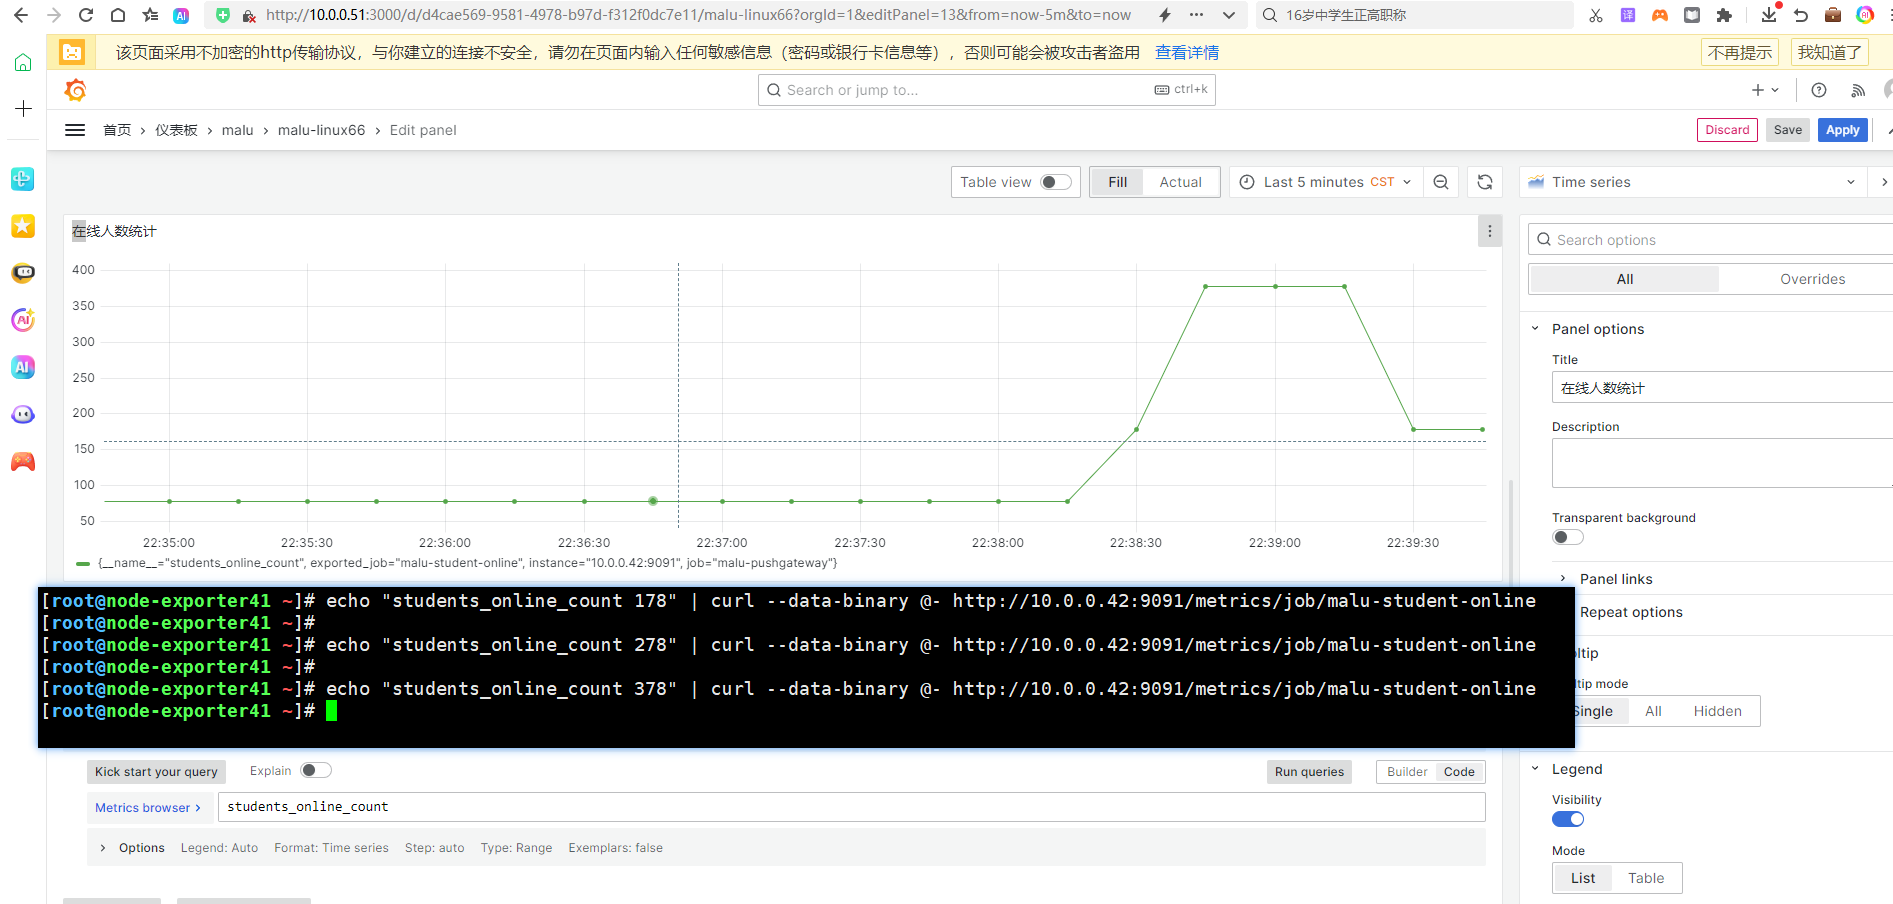 http://10.0.0.51:3000/d/d4cae569-9581-4978-b97d-f312f0dc7e11/malu-linux66?orgId=1&editPanel=13&from=now-5m&to=now
16岁中学生正高职称
该页面采用不加密的http传输协议，与你建立的连接不安全，请勿在页面内输入任何敏感信息（密码或银行卡信息等），否则可能会被攻击者盗用 查看详情 不再提示 我知道了
Search or jump to... ctrl+k
首页 › 仪表板 › malu › malu-linux66 › Edit panel Discard Save Apply
Table view Fill Actual Last 5 minutes CST Time series
在线人数统计
400
350
300
250
200
150
100
50
22:35:00 22:35:30 22:36:00 22:36:30 22:37:00 22:37:30 22:38:00 22:38:30 22:39:00 22:39:30
{__name__="students_online_count", exported_job="malu-student-online", instance="10.0.0.42:9091", job="malu-pushgateway"}
[root@node-exporter41 ~]# echo "students_online_count 178" | curl --data-binary @- http://10.0.0.42:9091/metrics/job/malu-student-online
[root@node-exporter41 ~]#
[root@node-exporter41 ~]# echo "students_online_count 278" | curl --data-binary @- http://10.0.0.42:9091/metrics/job/malu-student-online
[root@node-exporter41 ~]#
[root@node-exporter41 ~]# echo "students_online_count 378" | curl --data-binary @- http://10.0.0.42:9091/metrics/job/malu-student-online
[root@node-exporter41 ~]#
Kick start your query Explain Run queries Builder Code
Metrics browser › students_online_count
Options Legend: Auto Format: Time series Step: auto Type: Range Exemplars: false
Search options
All Overrides
Panel options
Title
在线人数统计
Description
Transparent background
Panel links
Repeat options
ltip
ltip mode
Single All Hidden
Legend
Visibility
Mode
List Table